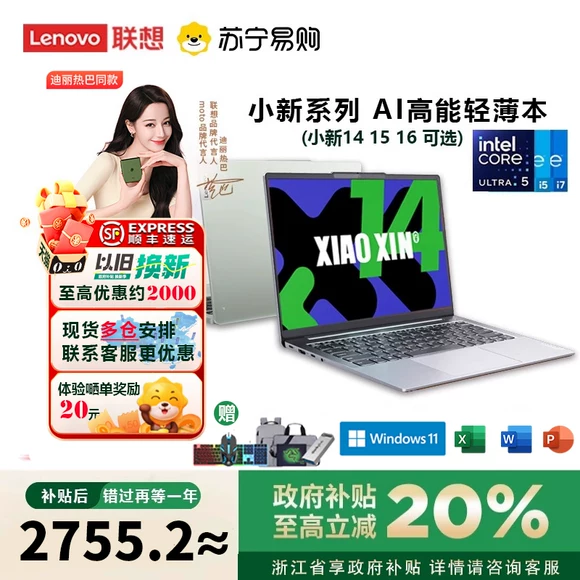 Lenovo 联想 苏宁易购
迪丽热巴同款
联想品牌代言人
moto品牌代言人
迪丽热巴
小新系列 AI高能轻薄本
(小新14 15 16 可选)
intel
CORE
ULTRA 5
i5 i7
14
XIAO XIN
SF EXPRESS
顺丰速运
以旧换新
至高优惠约2000
现货多仓安排
联系客服更优惠
体验晒单奖励
20元
赠
Windows 11
X
W
P
补贴后 错过再等一年
2755.2≈
政府补贴
至高立减
20%
浙江省享政府补贴 详情请咨询客服